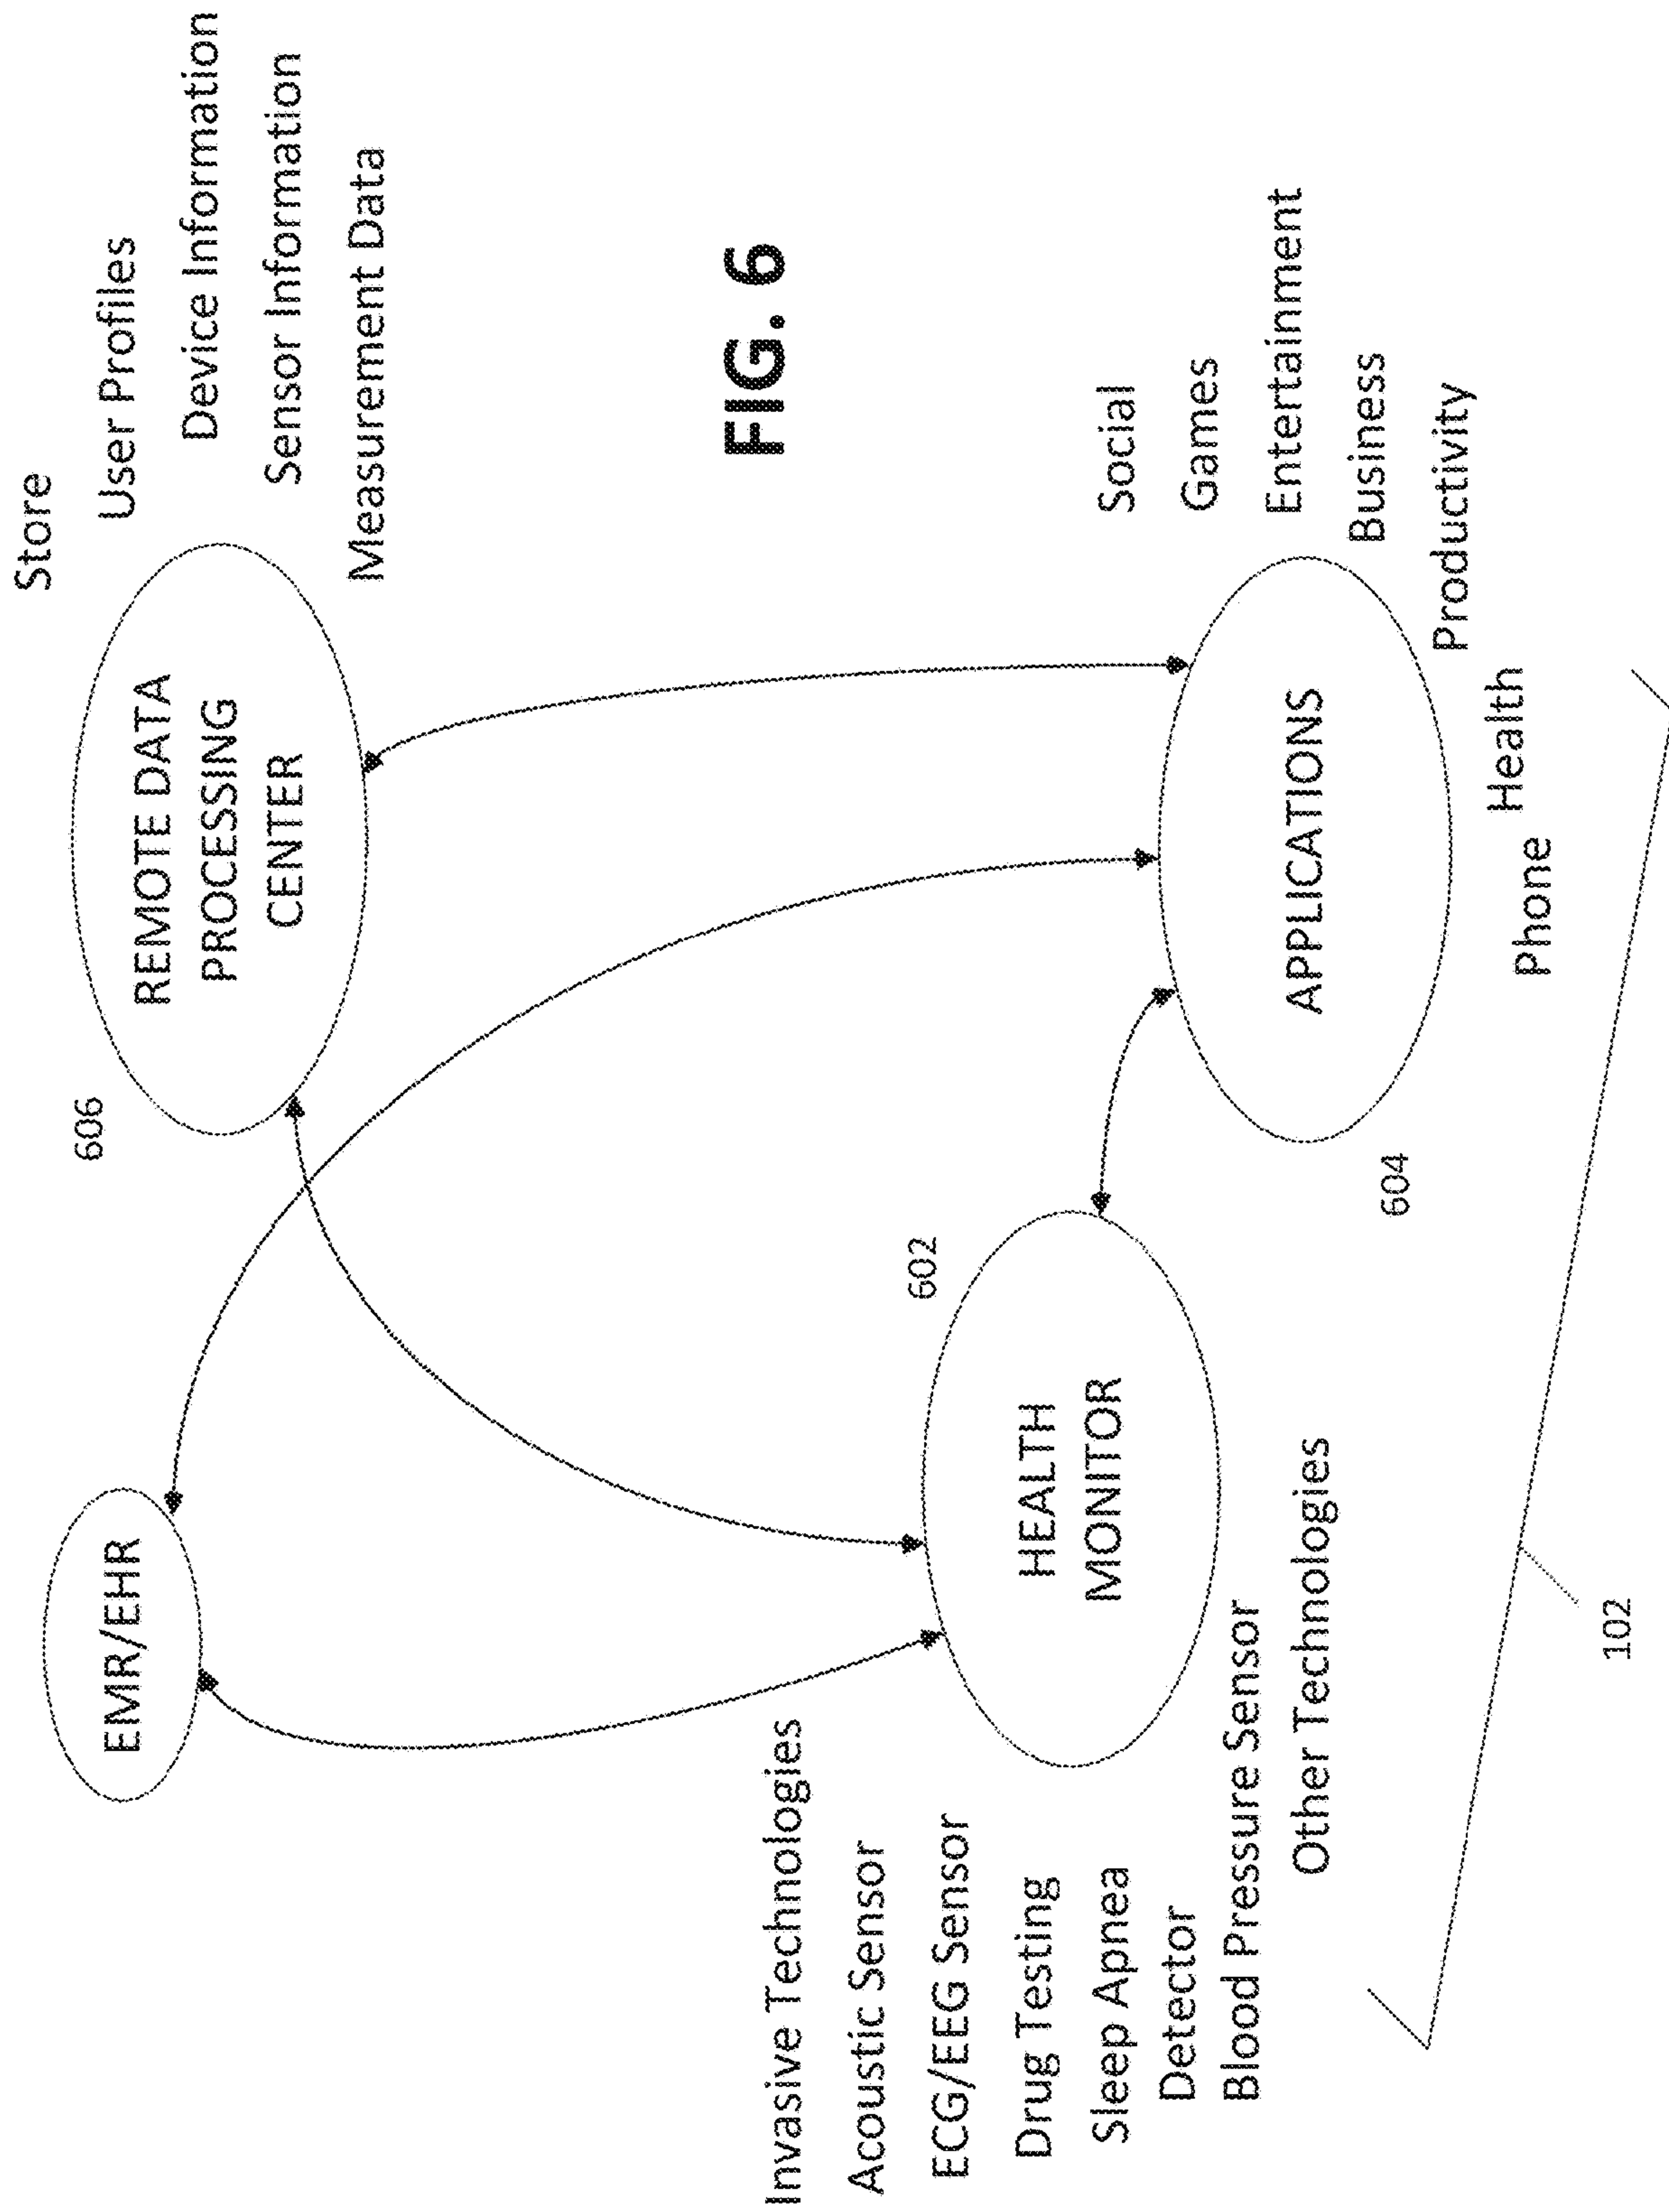 EMR/EHR
606
REMOTE DATA
PROCESSING
CENTER
Store
User Profiles
Device Information
Sensor Information
Measurement Data
FIG. 6
Invasive Technologies
Acoustic Sensor
ECG/EEG Sensor
Drug Testing
Sleep Apnea
Detector
Blood Pressure Sensor
Other Technologies
602
HEALTH
MONITOR
604
APPLICATIONS
Social
Games
Entertainment
Business
Productivity
Health
Phone
102